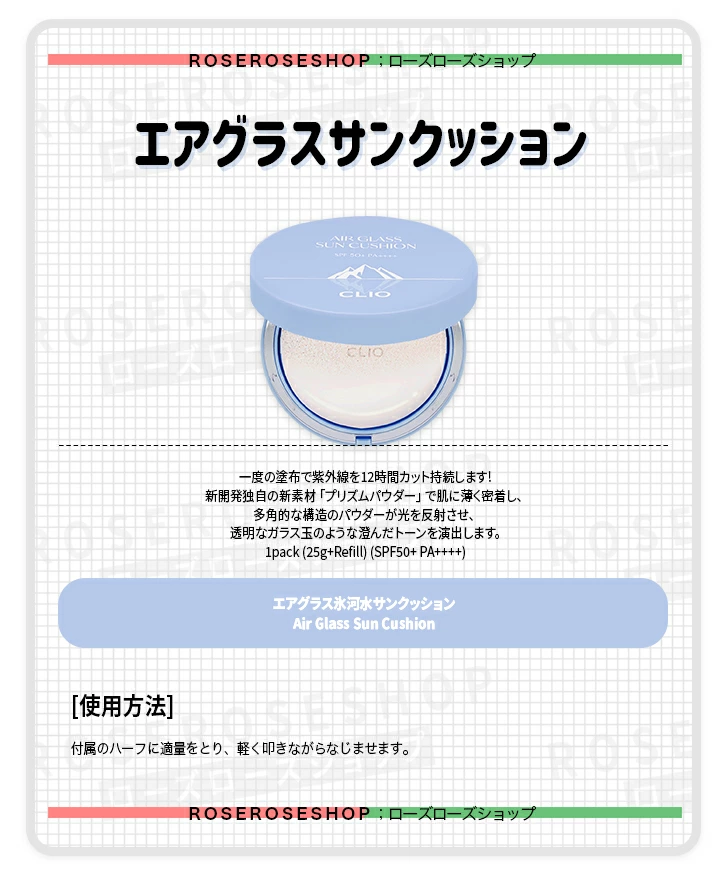 ROSEROSESHOP ; ローズローズショップ
エアグラスサンクッション
AIR GLASS
SUN CUSHION
SPF 50+ PA++++
CLIO
CLIO
一度の塗布で紫外線を12時間カット持続します!
新開発独自の新素材「プリズムパウダー」で肌に薄く密着し、
多角的な構造のパウダーが光を反射させ、
透明なガラス玉のような澄んだトーンを演出します。
1pack (25g+Refill) (SPF50+ PA++++)
エアグラス氷河水サンクッション
Air Glass Sun Cushion
[使用方法]
付属のハーフに適量をとり、軽く叩きながらなじませます。
ROSEROSESHOP ; ローズローズショップ